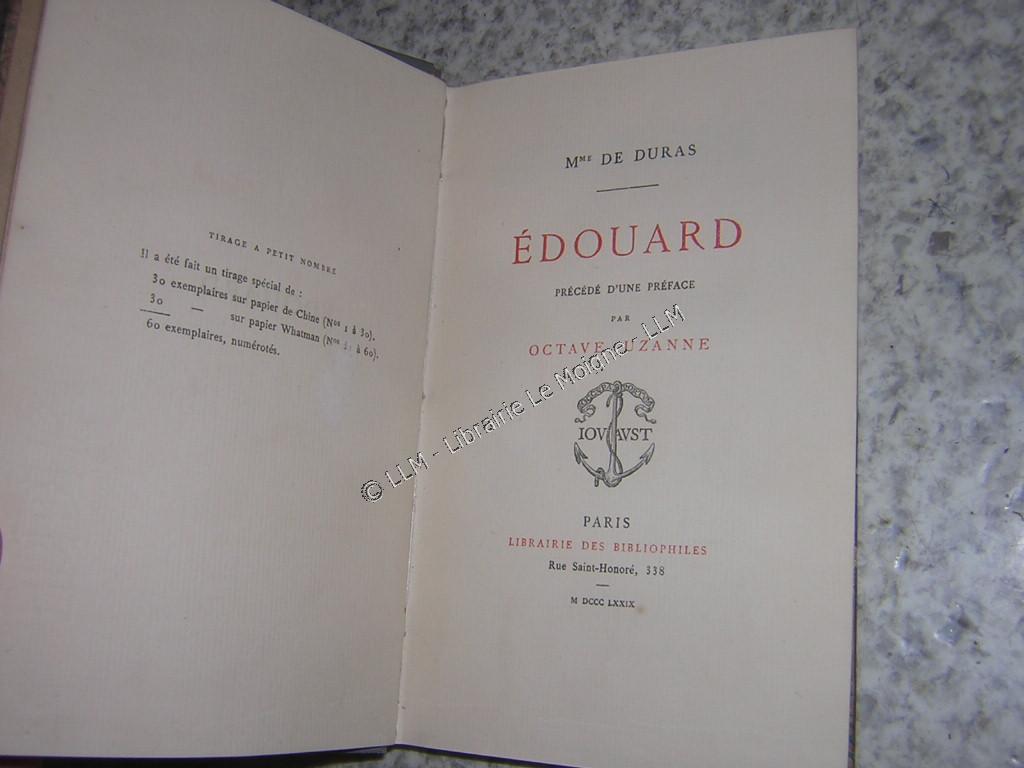 TIRAGE A PETIT NOMBRE
Il a été fait un tirage spécial de :
30 exemplaires sur papier de Chine (Nos 1 à 30).
30 — sur papier Whatman (Nos 31 à 60).
60 exemplaires, numérotés.
MME DE DURAS
ÉDOUARD
PRÉCÉDÉ D'UNE PRÉFACE
PAR
OCTAVE UZANNE
IOVAVST
PARIS
LIBRAIRIE DES BIBLIOPHILES
Rue Saint-Honoré, 338
M DCCC LXXIX
© LLM - Librairie Le Moigne - LLM